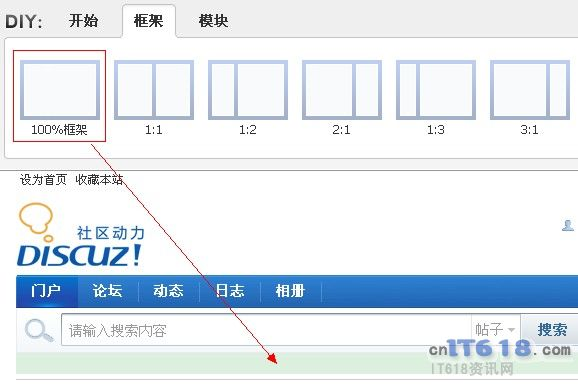 DIY: 开始 框架 模块
100%框架 1:1 1:2 2:1 1:3 3:1
设为首页 收藏本站
社区动力
DISCUZ!
门户 论坛 动态 日志 相册
请输入搜索内容 帖子 搜索
cnIT618.com
IT618资讯网